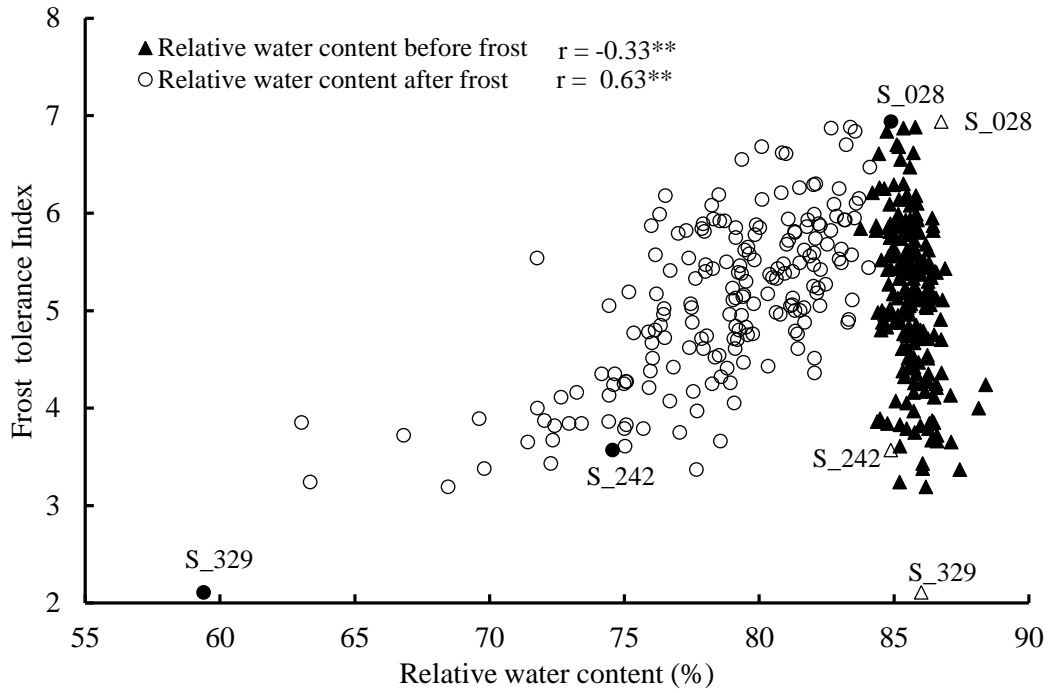 8
▲ Relative water content before frost r = -0.33**
○ Relative water content after frost r = 0.63**
S_028
7
S_028
6
5
4
S_242
S_242
3
S_329
S_329
2
55 60 65 70 75 80 85 90
Relative water content (%)
Frost tolerance Index